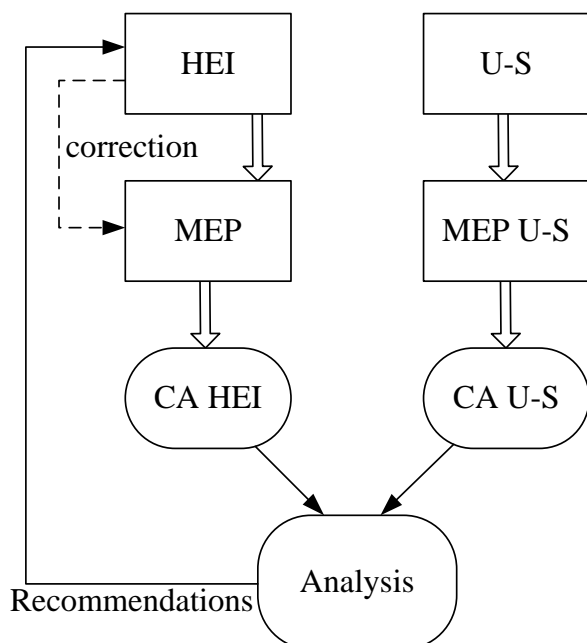 HEI
U-S
correction
MEP
MEP U-S
CA HEI
CA U-S
Analysis
Recommendations